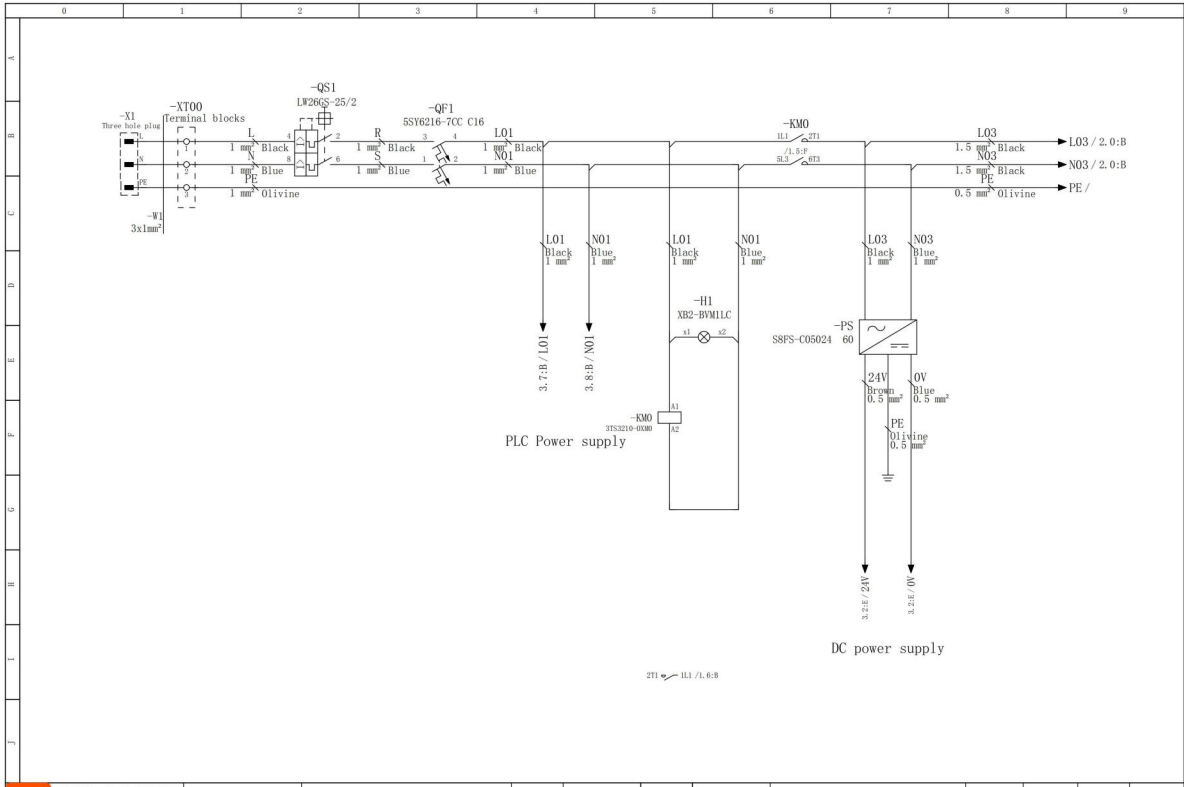 0 1 2 3 4 5 6 7 8 9
A
B
C
D
E
F
G
H
I
J
-X1
Three hole plug
L
N
PE
-XT00
Terminal blocks
1
2
3
-W1
3x1mm²
L
1 mm² Black
N
1 mm² Blue
PE
1 mm² Olivine
-QS1
LW26GS-25/2
4 2
8 6
R
1 mm² Black
S
1 mm² Blue
-QF1
5SY6216-7CC C16
3 4
1 2
L01
1 mm² Black
N01
1 mm² Blue
-KM0
1L1 2T1
/1.5:F
5L3 6T3
L03
1.5 mm² Black
N03
1.5 mm² Black
PE
0.5 mm² Olivine
L03 / 2.0:B
N03 / 2.0:B
PE /
L01
Black
1 mm²
N01
Blue
1 mm²
L01
Black
1 mm²
N01
Blue
1 mm²
L03
Black
1 mm²
N03
Blue
1 mm²
3.7:B / L01
3.8:B / N01
PLC Power supply
-H1
XB2-BVM1LC
x1 x2
-KM0
3TS3210-0XM0
A1
A2
-PS
S8FS-C05024 60
24V
Brown
0.5 mm²
0V
Blue
0.5 mm²
PE
Olivine
0.5 mm²
3.2:E / 24V
3.2:E / 0V
DC power supply
2T1 1L1 /1.6:B